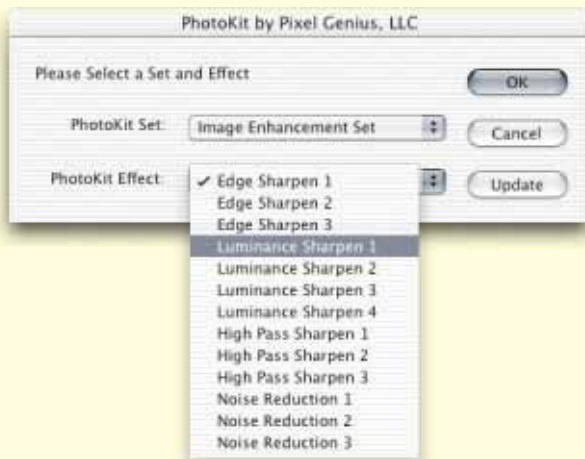 PhotoKit by Pixel Genius, LLC
Please Select a Set and Effect
OK
PhotoKit Set: Image Enhancement Set
Cancel
PhotoKit Effect: ✓ Edge Sharpen 1
Update
Edge Sharpen 2
Edge Sharpen 3
Luminance Sharpen 1
Luminance Sharpen 2
Luminance Sharpen 3
Luminance Sharpen 4
High Pass Sharpen 1
High Pass Sharpen 2
High Pass Sharpen 3
Noise Reduction 1
Noise Reduction 2
Noise Reduction 3